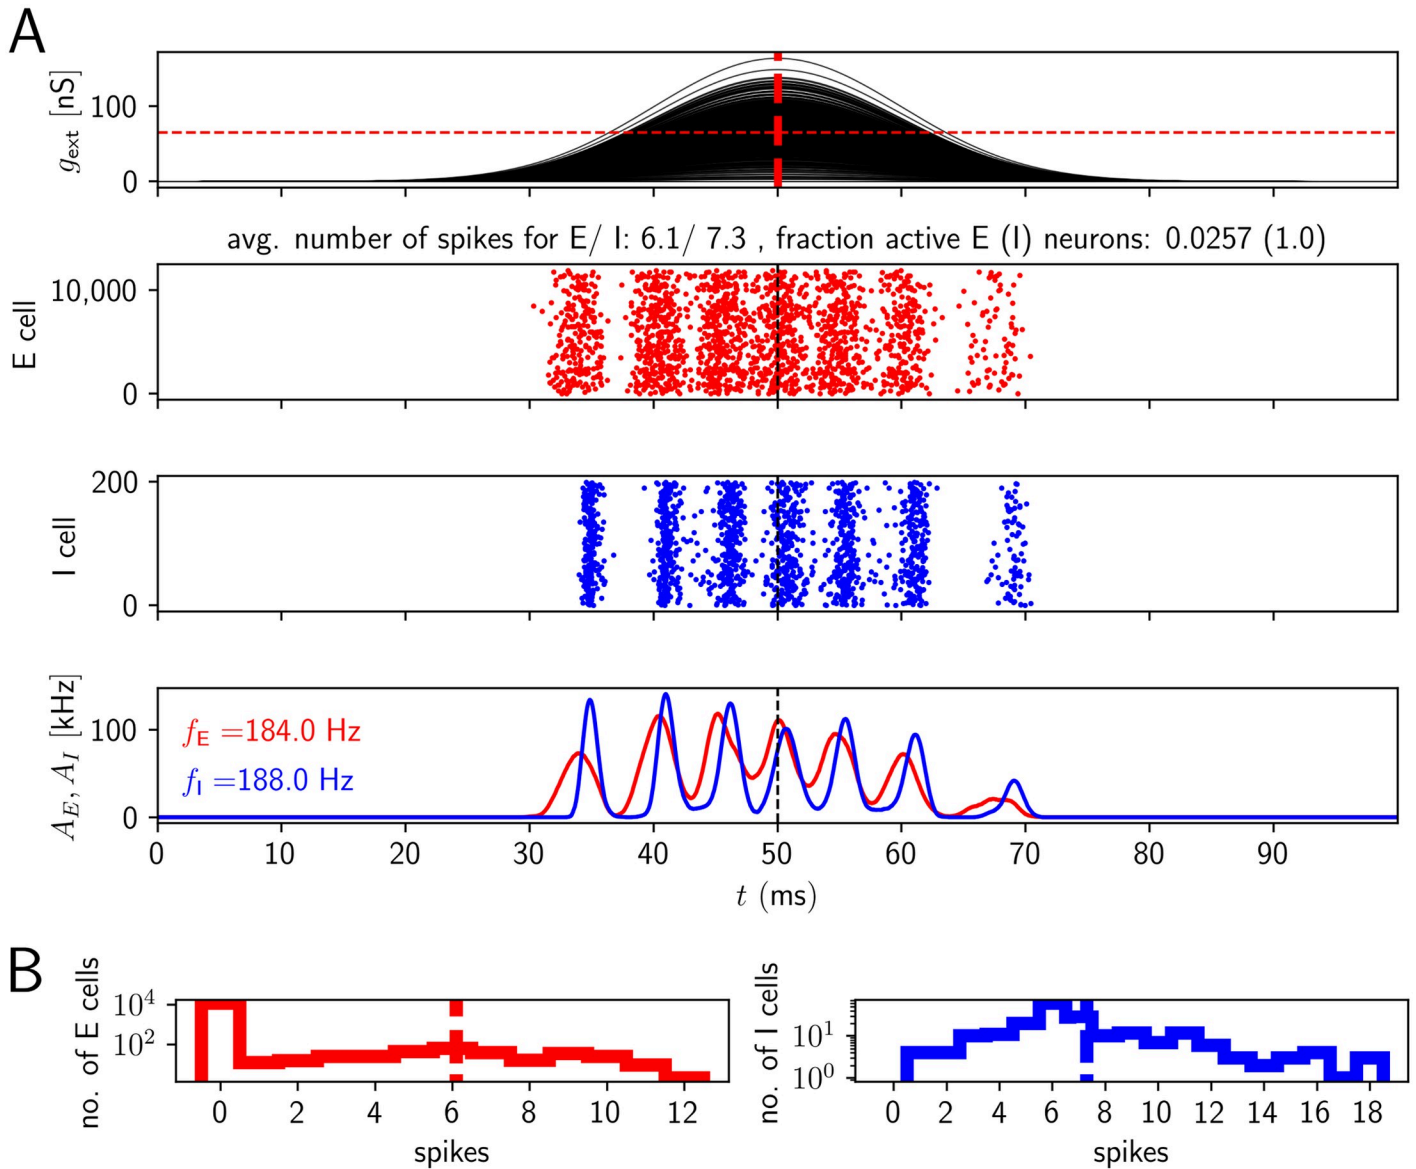 A
g_ext [nS]
100
0
avg. number of spikes for E/ I: 6.1/ 7.3 , fraction active E (I) neurons: 0.0257 (1.0)
E cell
10,000
0
I cell
200
0
A_E, A_I [kHz]
100
0
f_E =184.0 Hz
f_I =188.0 Hz
0 10 20 30 40 50 60 70 80 90
t (ms)
B
no. of E cells
10^4
10^2
0 2 4 6 8 10 12
spikes
no. of I cells
10^1
10^0
0 2 4 6 8 10 12 14 16 18
spikes